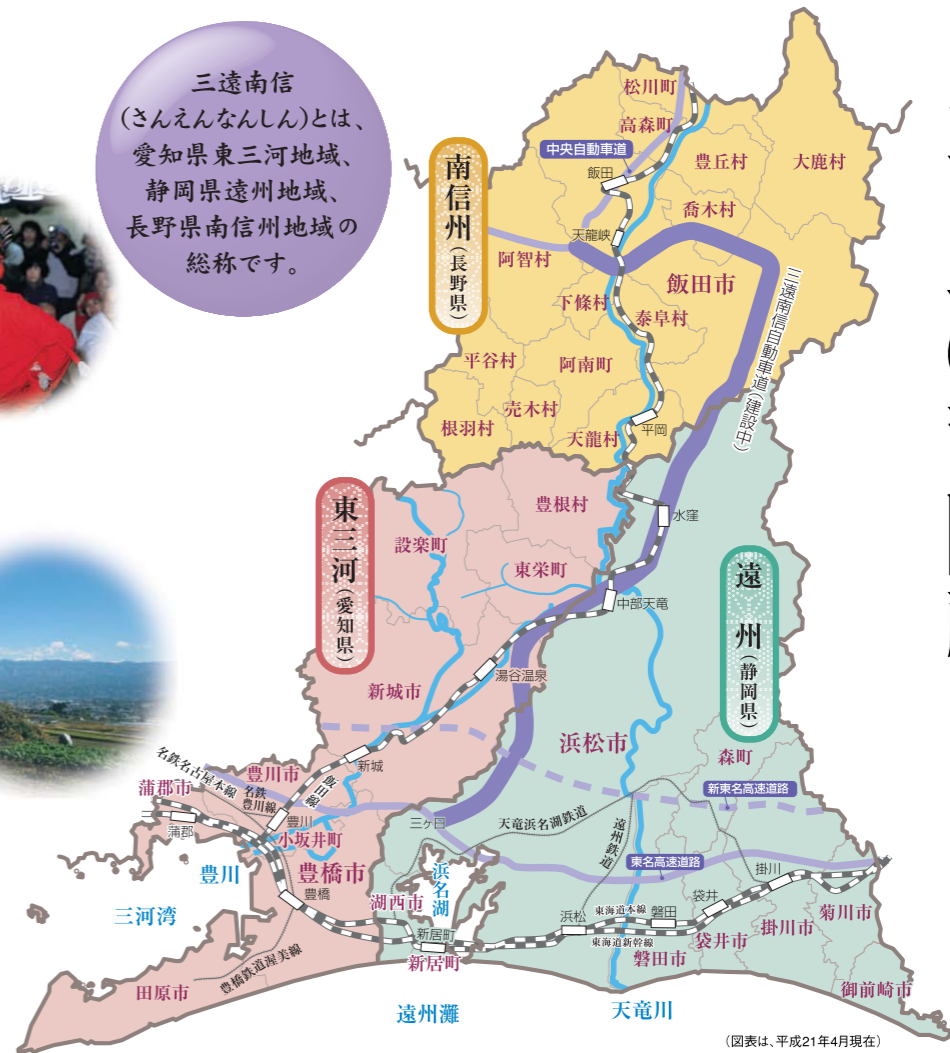 三遠南信
（さんえんなんしん）とは、
愛知県東三河地域、
静岡県遠州地域、
長野県南信州地域の
総称です。
南信州（長野県）
松川町
高森町
中央自動車道
飯田
豊丘村
大鹿村
喬木村
天龍峡
阿智村
飯田市
下條村
泰阜村
三遠南信自動車道（建設中）
平谷村
阿南町
売木村
根羽村
天龍村
平岡
東三河（愛知県）
豊根村
設楽町
水窪
東栄町
中部天竜
遠州（静岡県）
湯谷温泉
新城市
浜松市
森町
新城
名鉄名古屋本線
豊川市
飯田線
蒲郡市
名鉄
豊川線
新東名高速道路
蒲郡
豊川
三ヶ日
天竜浜名湖鉄道
遠州鉄道
小坂井町
東名高速道路
豊川
豊橋市
浜名湖
掛川
豊橋
湖西市
袋井
三河湾
浜松
東海道本線
磐田
菊川市
新居町
東海道新幹線
掛川市
袋井市
新居町
磐田市
豊橋鉄道渥美線
田原市
御前崎市
遠州灘
天竜川
（図表は、平成21年4月現在）